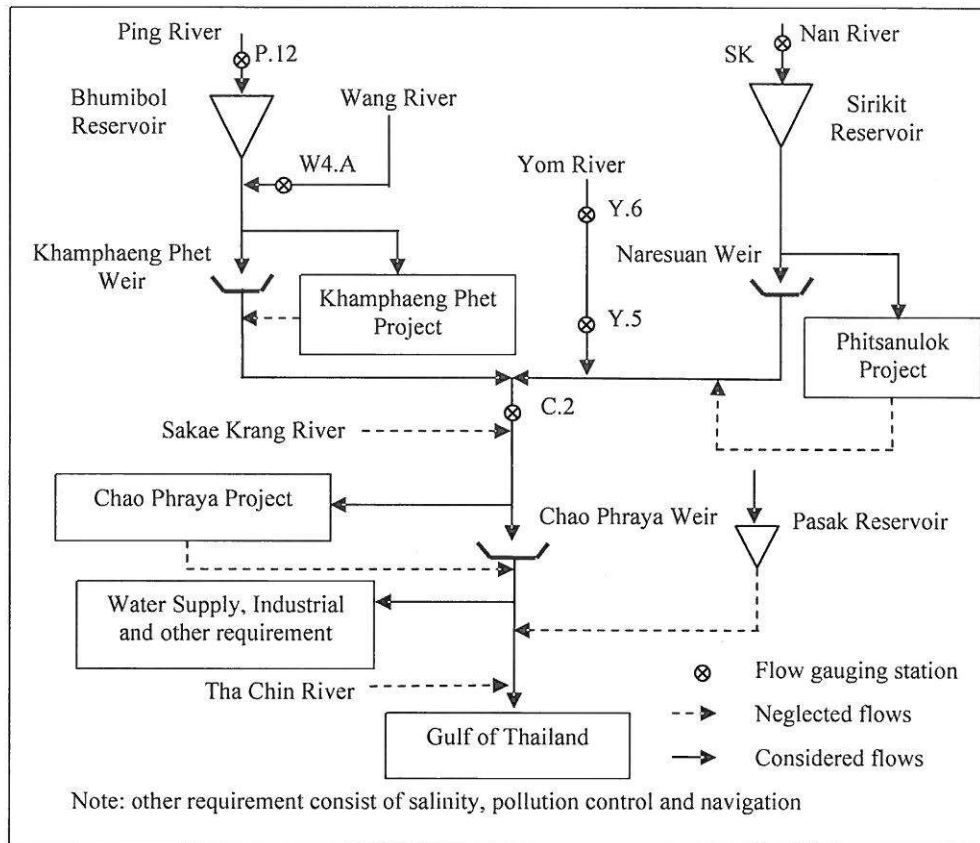 Ping River
P.12
Bhumibol
Reservoir
Wang River
W4.A
Nan River
SK
Sirikit
Reservoir
Yom River
Y.6
Y.5
Khamphaeng Phet
Weir
Khamphaeng Phet
Project
Naresuan Weir
Phitsanulok
Project
C.2
Sakae Krang River
Chao Phraya Project
Chao Phraya Weir
Pasak Reservoir
Water Supply, Industrial
and other requirement
Tha Chin River
Gulf of Thailand
Flow gauging station
Neglected flows
Considered flows
Note: other requirement consist of salinity, pollution control and navigation